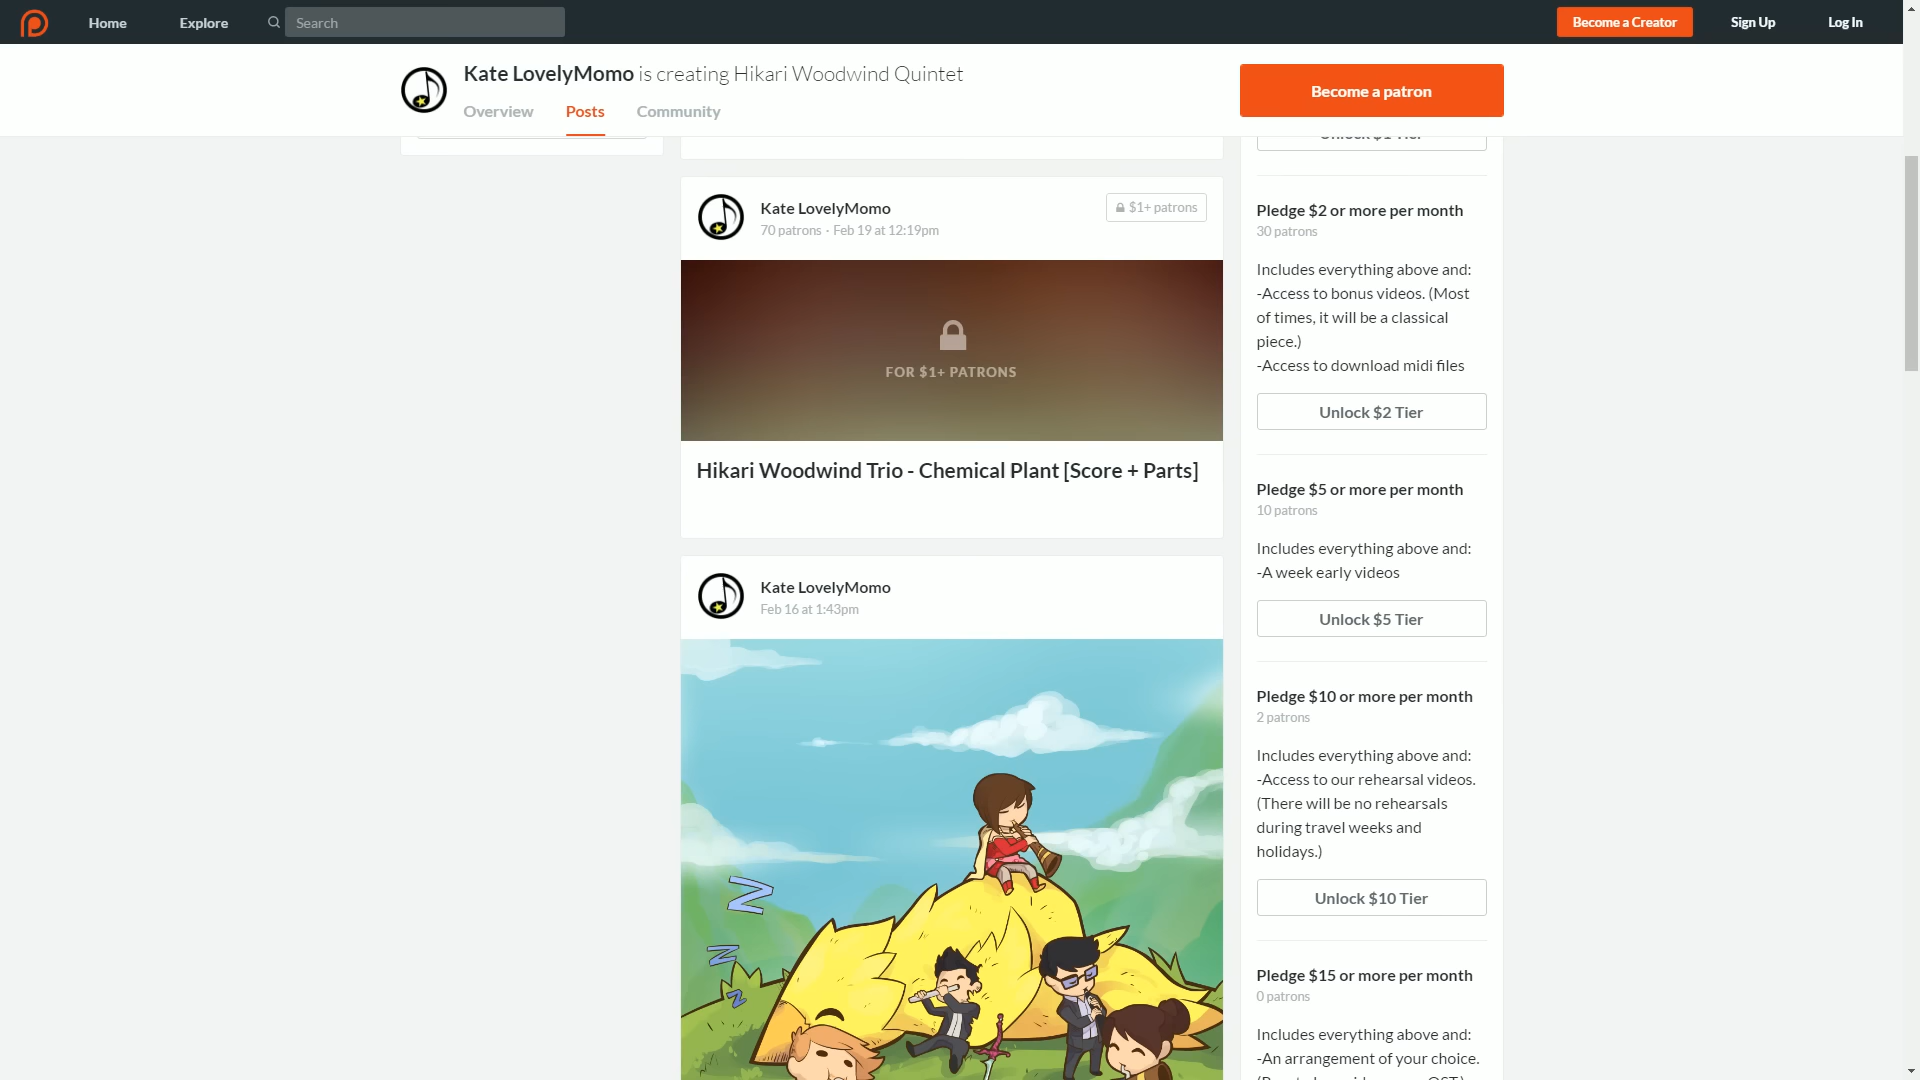 Home
Explore
Search
Become a Creator
Sign Up
Log In
Kate LovelyMomo is creating Hikari Woodwind Quintet
Overview
Posts
Community
Become a patron
Kate LovelyMomo
70 patrons · Feb 19 at 12:19pm
$1+ patrons
FOR $1+ PATRONS
Hikari Woodwind Trio - Chemical Plant [Score + Parts]
Kate LovelyMomo
Feb 16 at 1:43pm
Z
Z
Z
Unlock $1 Tier
Pledge $2 or more per month
30 patrons
Includes everything above and:
-Access to bonus videos. (Most
of times, it will be a classical
piece.)
-Access to download midi files
Unlock $2 Tier
Pledge $5 or more per month
10 patrons
Includes everything above and:
-A week early videos
Unlock $5 Tier
Pledge $10 or more per month
2 patrons
Includes everything above and:
-Access to our rehearsal videos.
(There will be no rehearsals
during travel weeks and
holidays.)
Unlock $10 Tier
Pledge $15 or more per month
0 patrons
Includes everything above and:
-An arrangement of your choice.